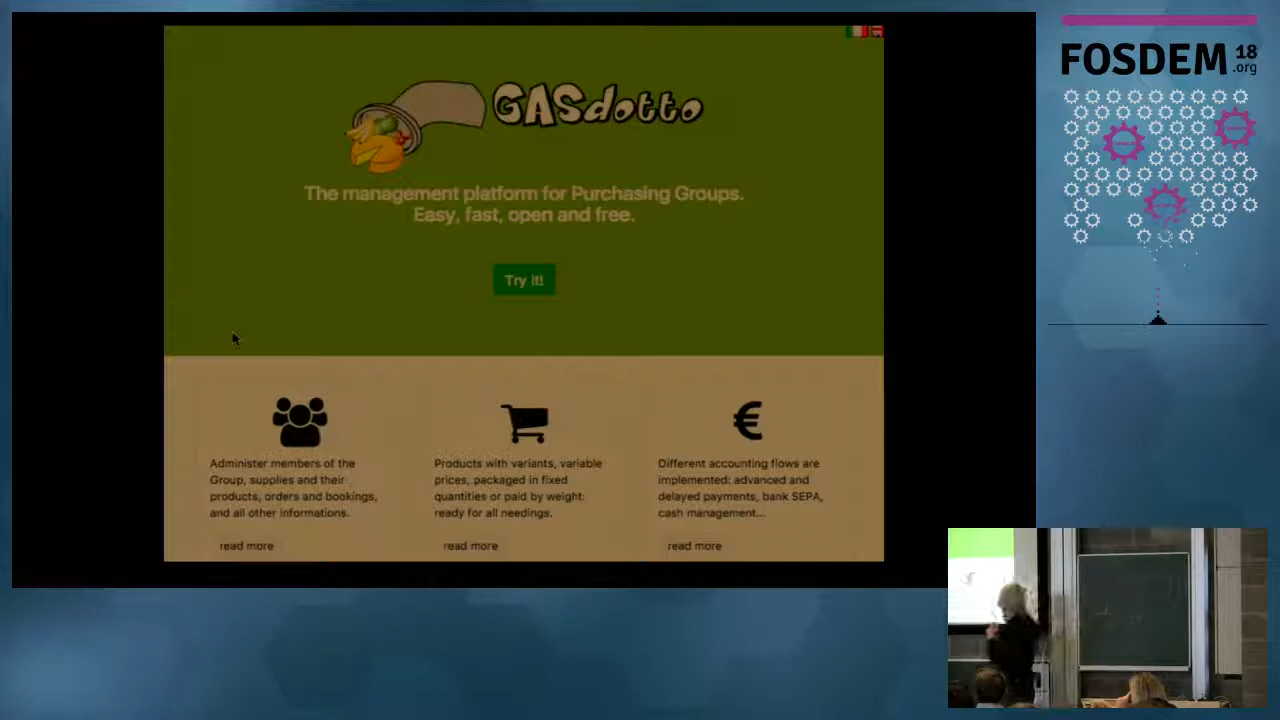 GASdotto
The management platform for Purchasing Groups.
Easy, fast, open and free.
Try it!
Administer members of the
Group, supplies and their
products, orders and bookings,
and all other informations.
read more
Products with variants, variable
prices, packaged in fixed
quantities or paid by weight:
ready for all needings.
read more
Different accounting flows are
implemented: advanced and
delayed payments, bank SEPA,
cash management...
read more
FOSDEM 18
.org